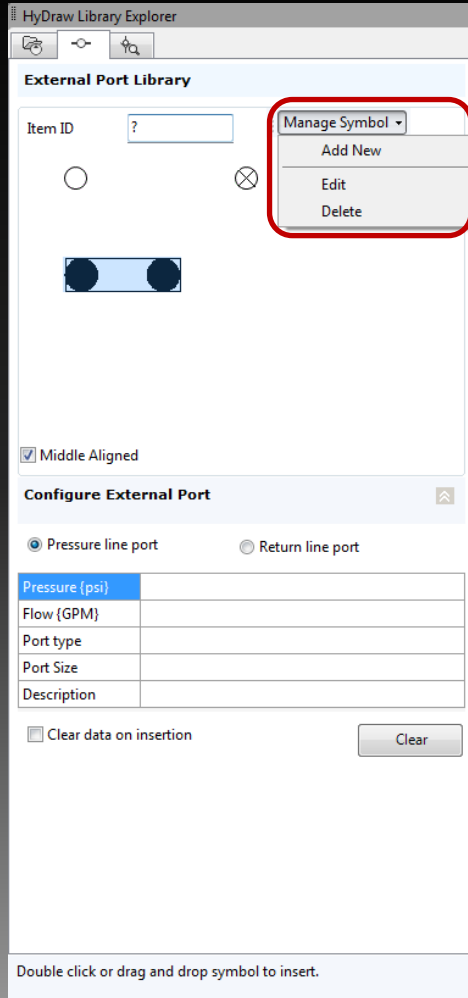 HyDraw Library Explorer
External Port Library
Item ID ? Manage Symbol
Add New
Edit
Delete
Middle Aligned
Configure External Port
Pressure line port Return line port
Pressure {psi}
Flow {GPM}
Port type
Port Size
Description
Clear data on insertion Clear
Double click or drag and drop symbol to insert.